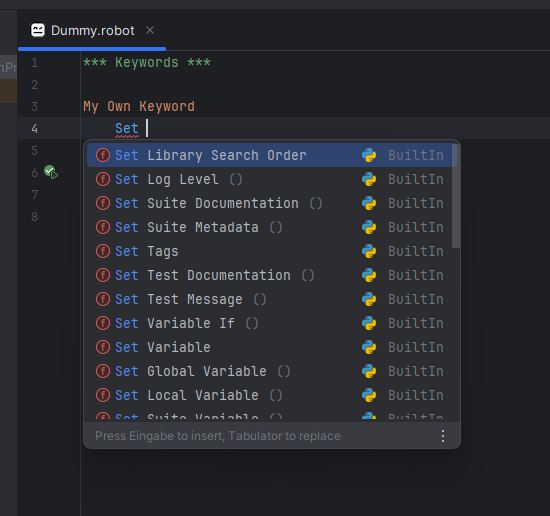 Dummy.robot
1 *** Keywords ***
2
3 My Own Keyword
4 Set
5
6
7
8
Set Library Search Order BuiltIn
Set Log Level () BuiltIn
Set Suite Documentation () BuiltIn
Set Suite Metadata () BuiltIn
Set Tags BuiltIn
Set Test Documentation () BuiltIn
Set Test Message () BuiltIn
Set Variable If () BuiltIn
Set Variable BuiltIn
Set Global Variable () BuiltIn
Set Local Variable () BuiltIn
Set Suite Variable () BuiltIn
Press Eingabe to insert, Tabulator to replace